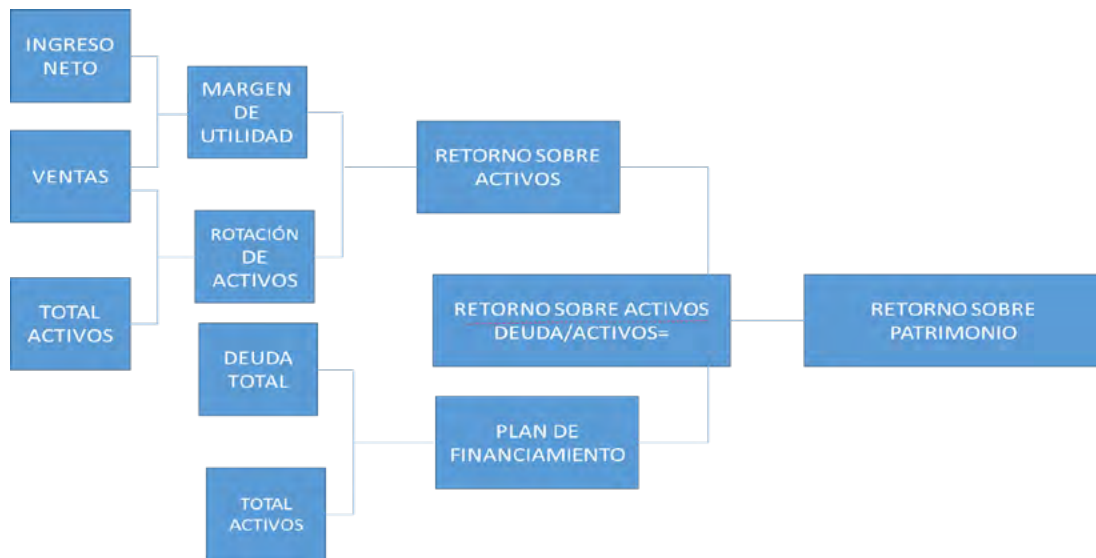 INGRESO
NETO
VENTAS
TOTAL
ACTIVOS
MARGEN
DE
UTILIDAD
ROTACIÓN
DE
ACTIVOS
DEUDA
TOTAL
TOTAL
ACTIVOS
RETORNO SOBRE
ACTIVOS
RETORNO SOBRE ACTIVOS
DEUDA/ACTIVOS=
PLAN DE
FINANCIAMIENTO
RETORNO SOBRE
PATRIMONIO